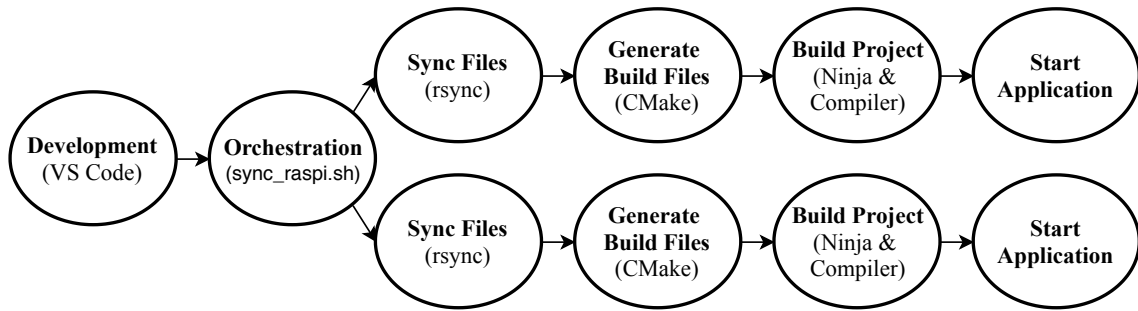 Development
(VS Code)
Orchestration
(sync_raspi.sh)
Sync Files
(rsync)
Generate
Build Files
(CMake)
Build Project
(Ninja &
Compiler)
Start
Application
Sync Files
(rsync)
Generate
Build Files
(CMake)
Build Project
(Ninja &
Compiler)
Start
Application